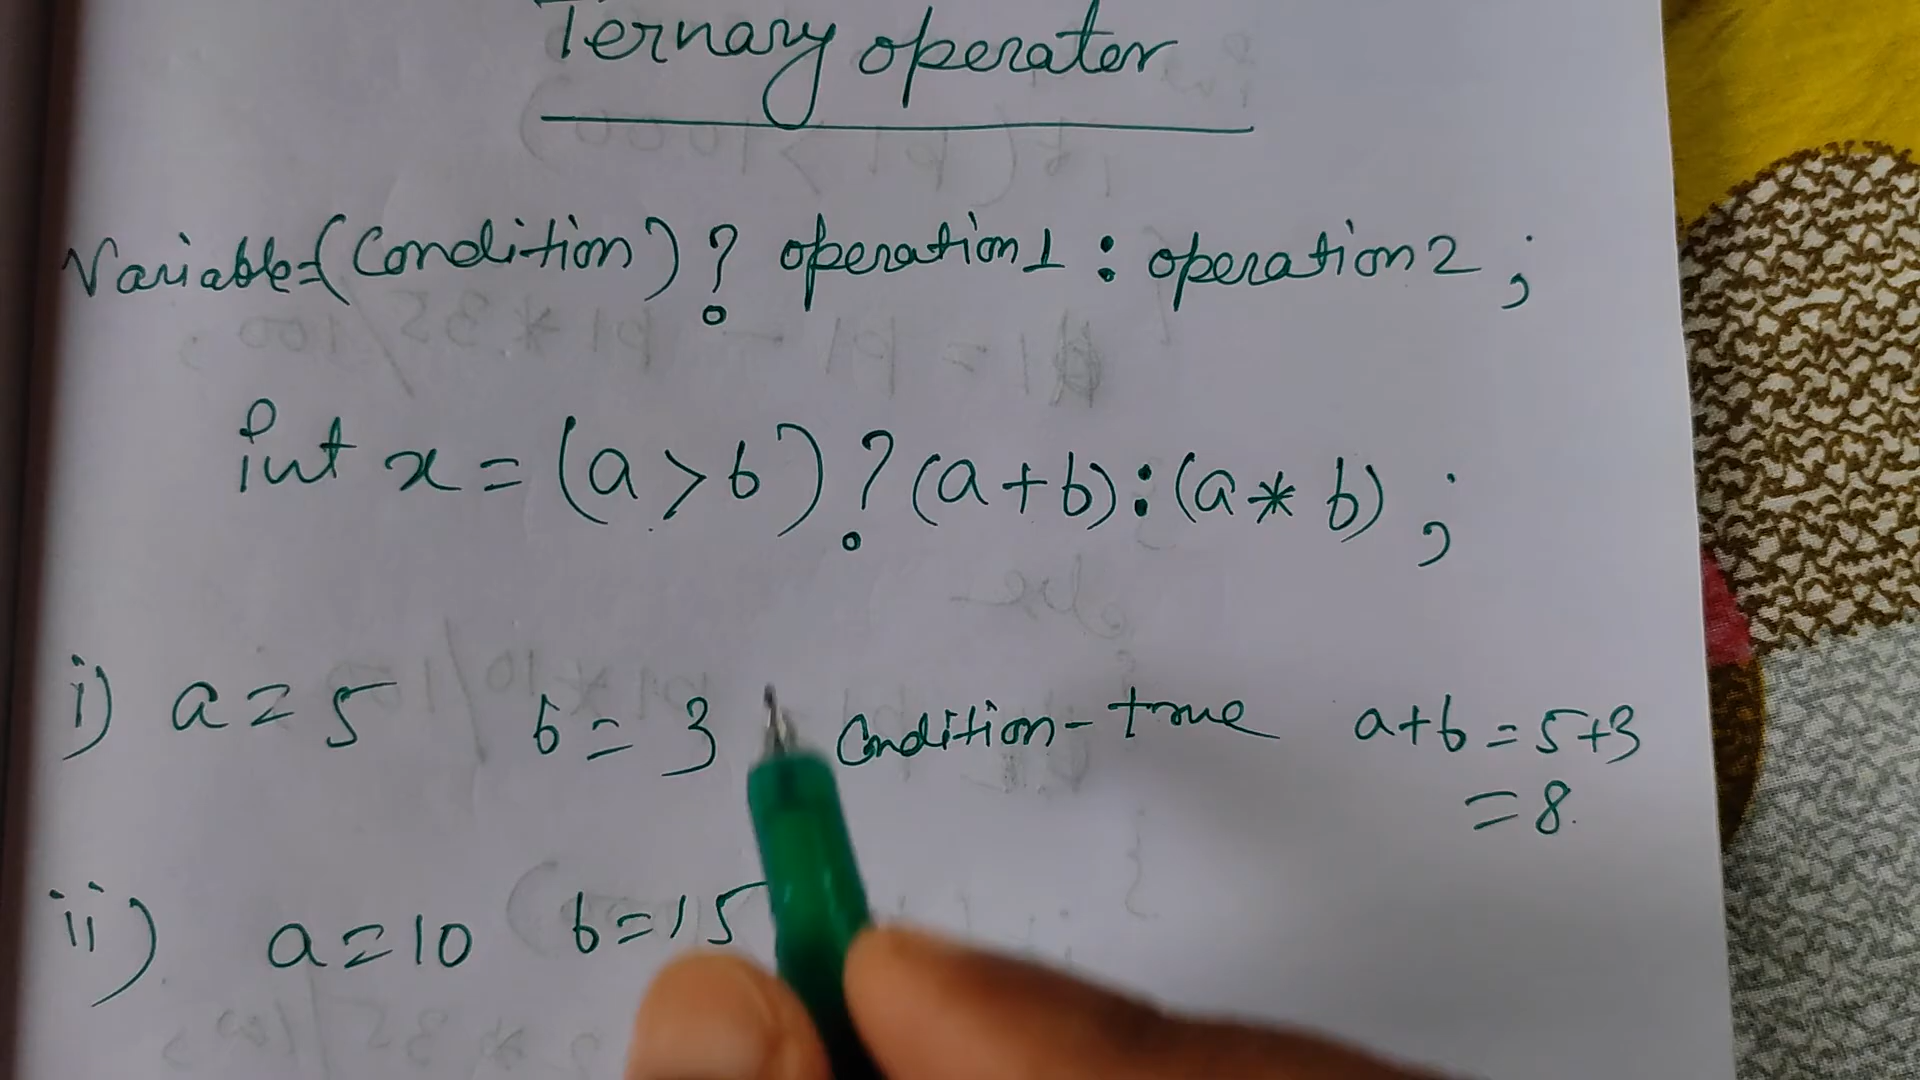 Ternary operator
Variable=(Condition) ? operation1 : operation2 ;
int x = (a > b) ? (a + b) : (a * b) ;
i) a = 5 b = 3 Condition - true a+b = 5+3
= 8.
ii) a = 10 b = 15